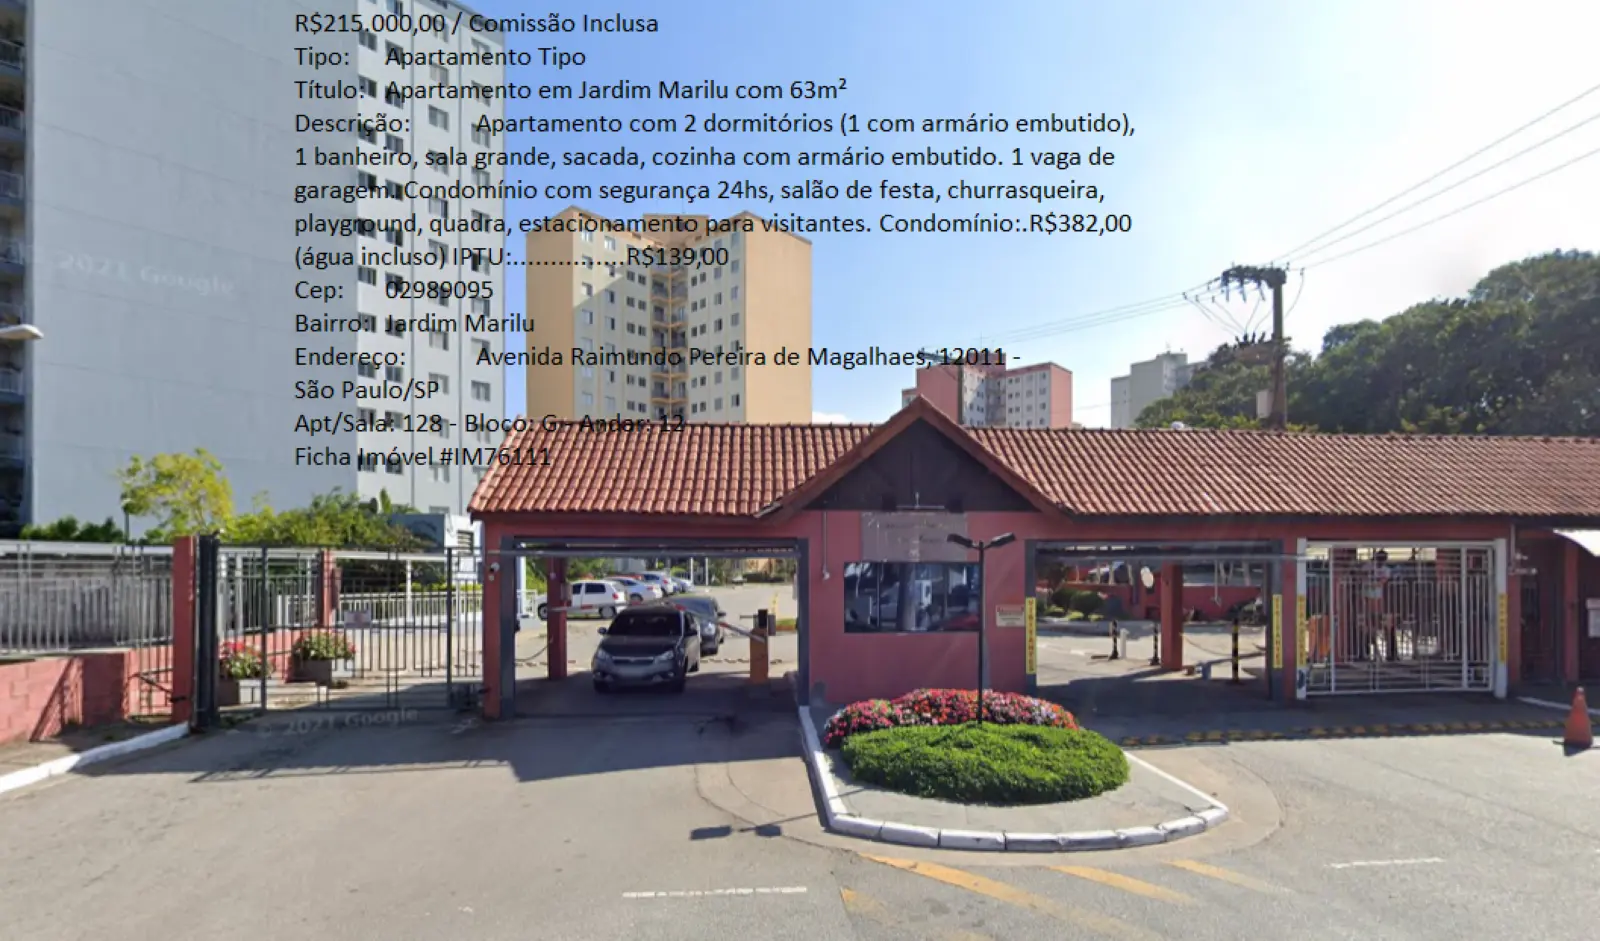 R$215.000,00 / Comissão Inclusa
Tipo: Apartamento Tipo
Título: Apartamento em Jardim Marilu com 63m²
Descrição: Apartamento com 2 dormitórios (1 com armário embutido),
1 banheiro, sala grande, sacada, cozinha com armário embutido. 1 vaga de
garagem. Condomínio com segurança 24hs, salão de festa, churrasqueira,
playground, quadra, estacionamento para visitantes. Condomínio:.R$382,00
(água incluso) IPTU:...............R$139,00
Cep: 02989095
Bairro: Jardim Marilu
Endereço: Avenida Raimundo Pereira de Magalhaes, 12011 -
São Paulo/SP
Apt/Sala: 128 - Bloco: G - Andar: 12
Ficha Imóvel #IM76111
© 2021 Google
VISITANTES
© 2021 Google